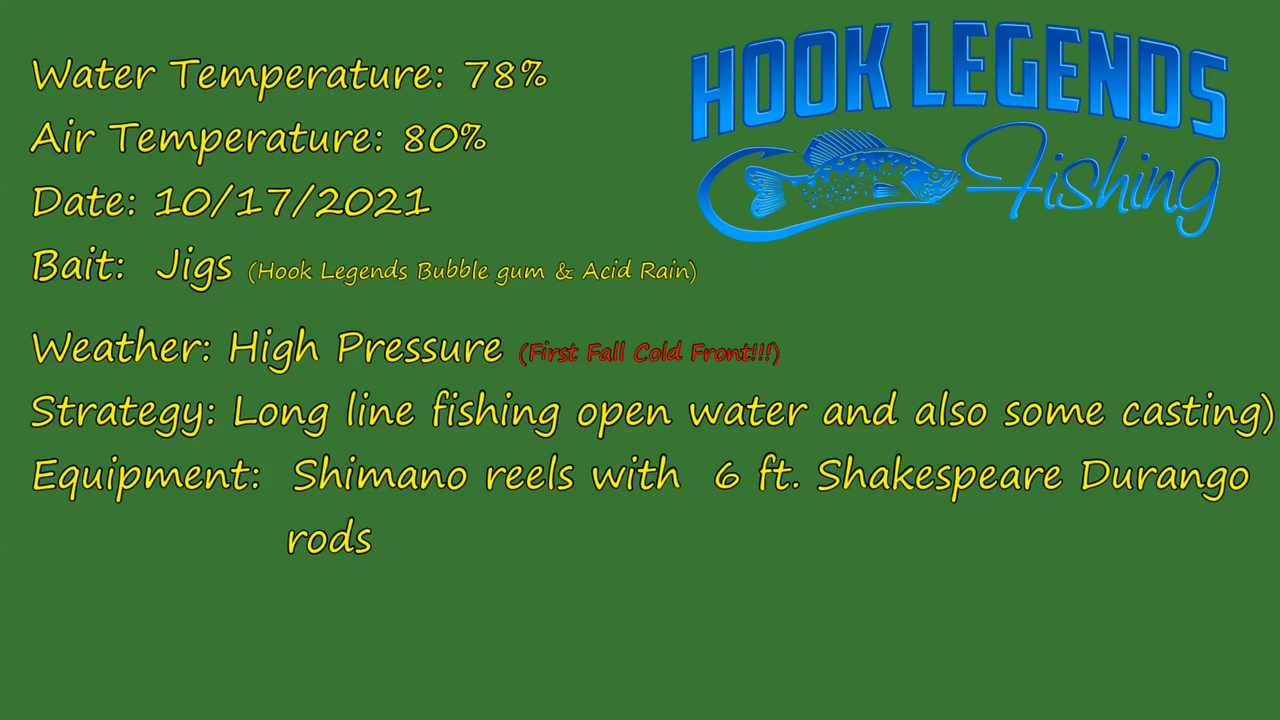 HOOK LEGENDS
Fishing
Water Temperature: 78%
Air Temperature: 80%
Date: 10/17/2021
Bait: Jigs (Hook Legends Bubble gum & Acid Rain)
Weather: High Pressure (First Fall Cold Front!!!)
Strategy: Long line fishing open water and also some casting)
Equipment: Shimano reels with 6 ft. Shakespeare Durango
rods